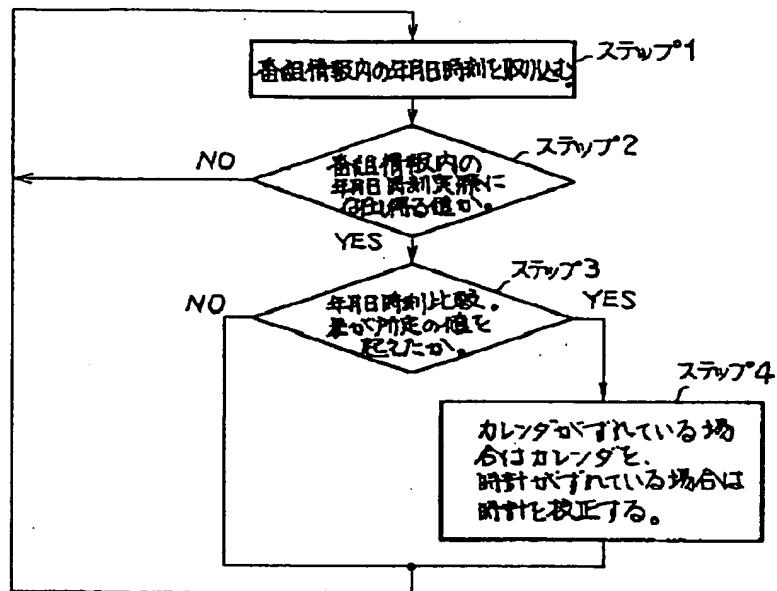 ステップ1
番組情報内の年月日時刻を取り込む。
ステップ2
NO
番組情報内の
年月日時刻実際に
得る値か。
YES
ステップ3
NO
年月日時刻比較。
差が所定の値を
超えたか。
YES
ステップ4
カレンダがずれている場
合はカレンダを、
時計がずれている場合は
時計を校正する。